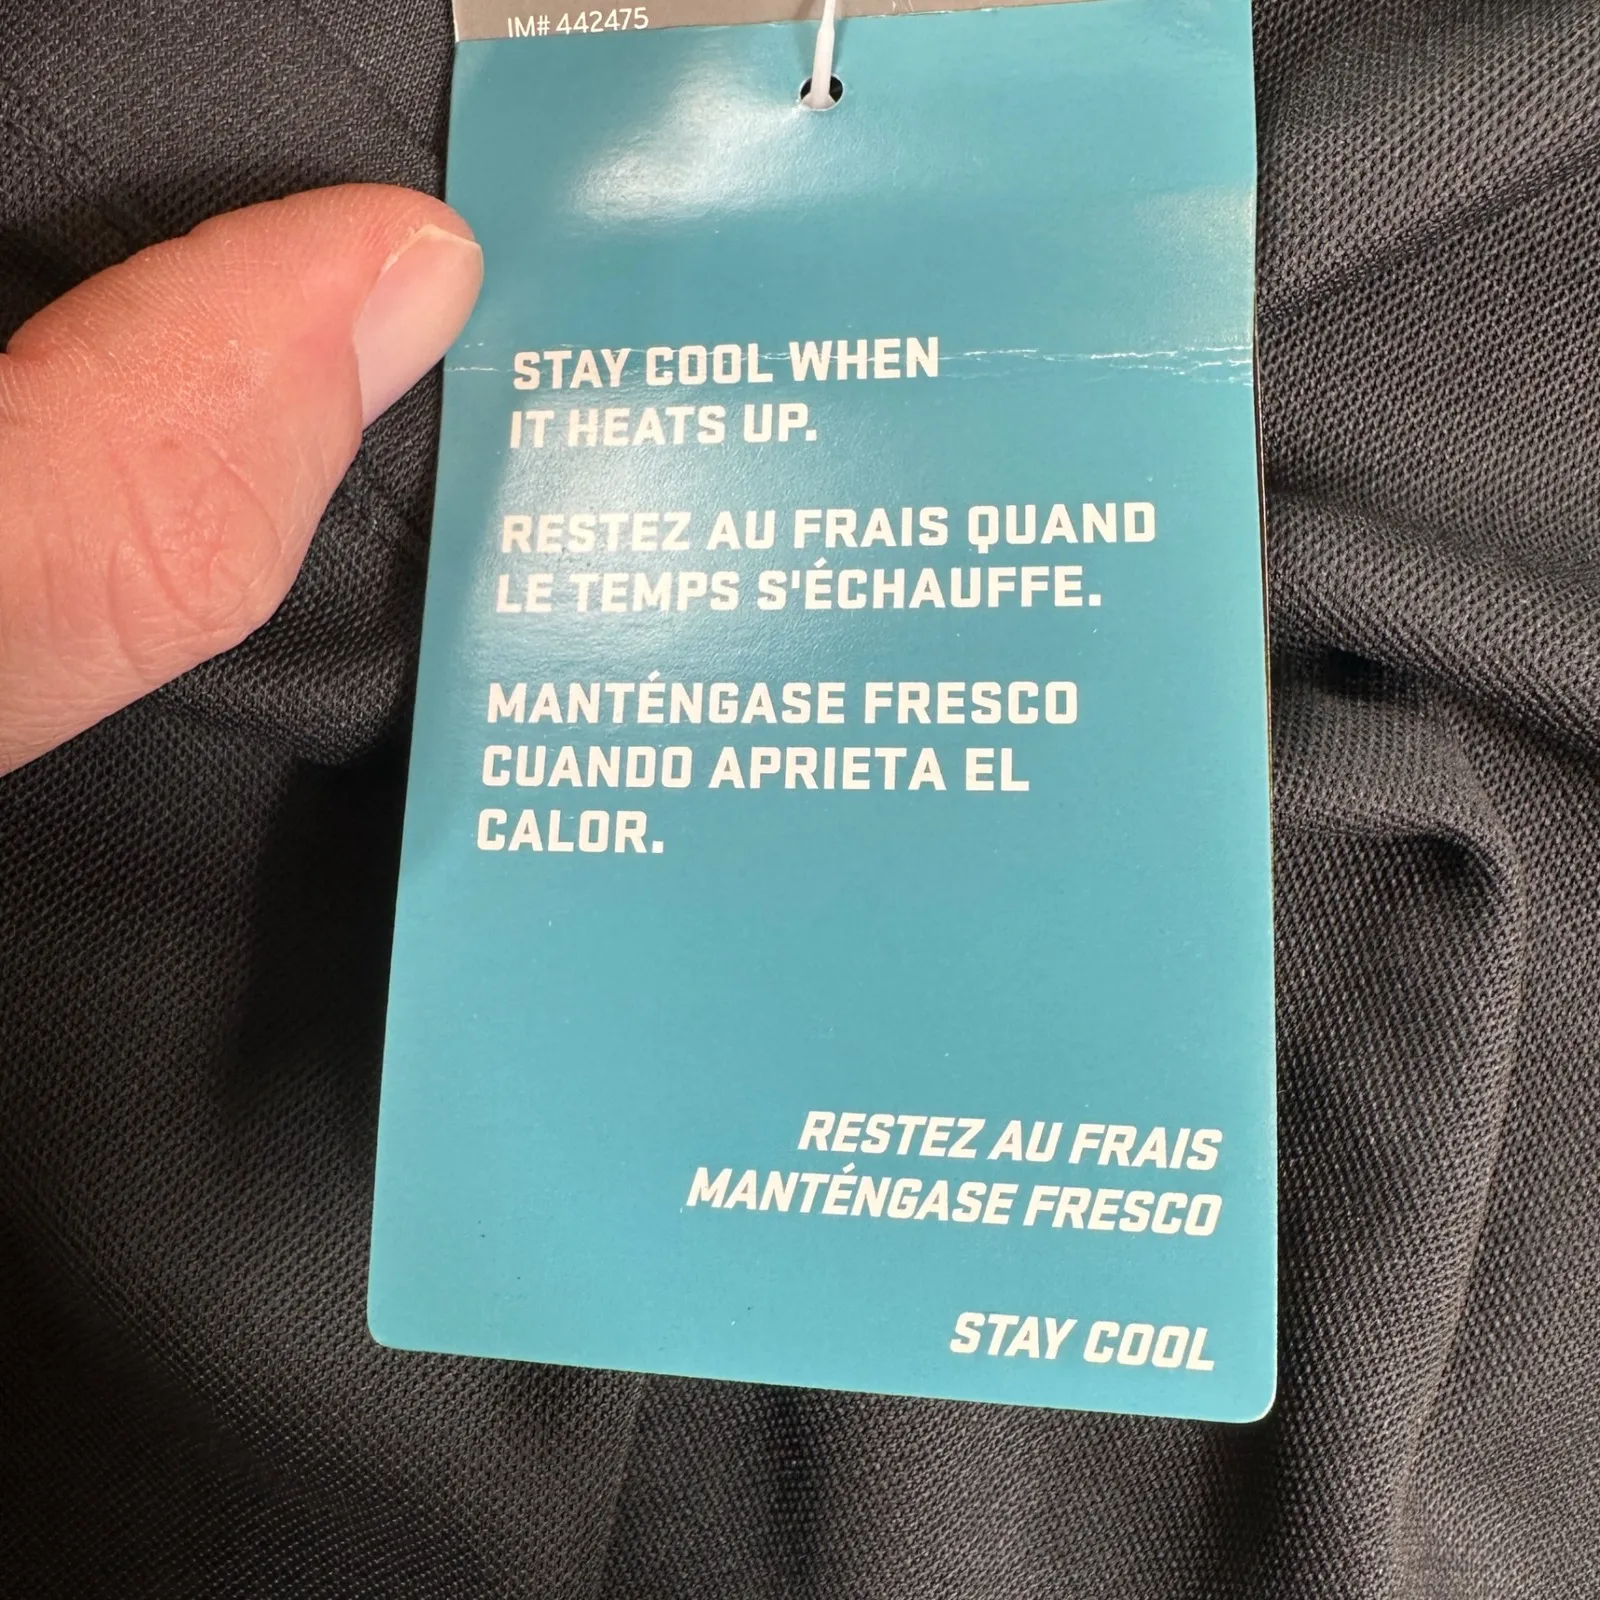 IM# 442475
STAY COOL WHEN
IT HEATS UP.
RESTEZ AU FRAIS QUAND
LE TEMPS S'ÉCHAUFFE.
MANTÉNGASE FRESCO
CUANDO APRIETA EL
CALOR.
RESTEZ AU FRAIS
MANTÉNGASE FRESCO
STAY COOL